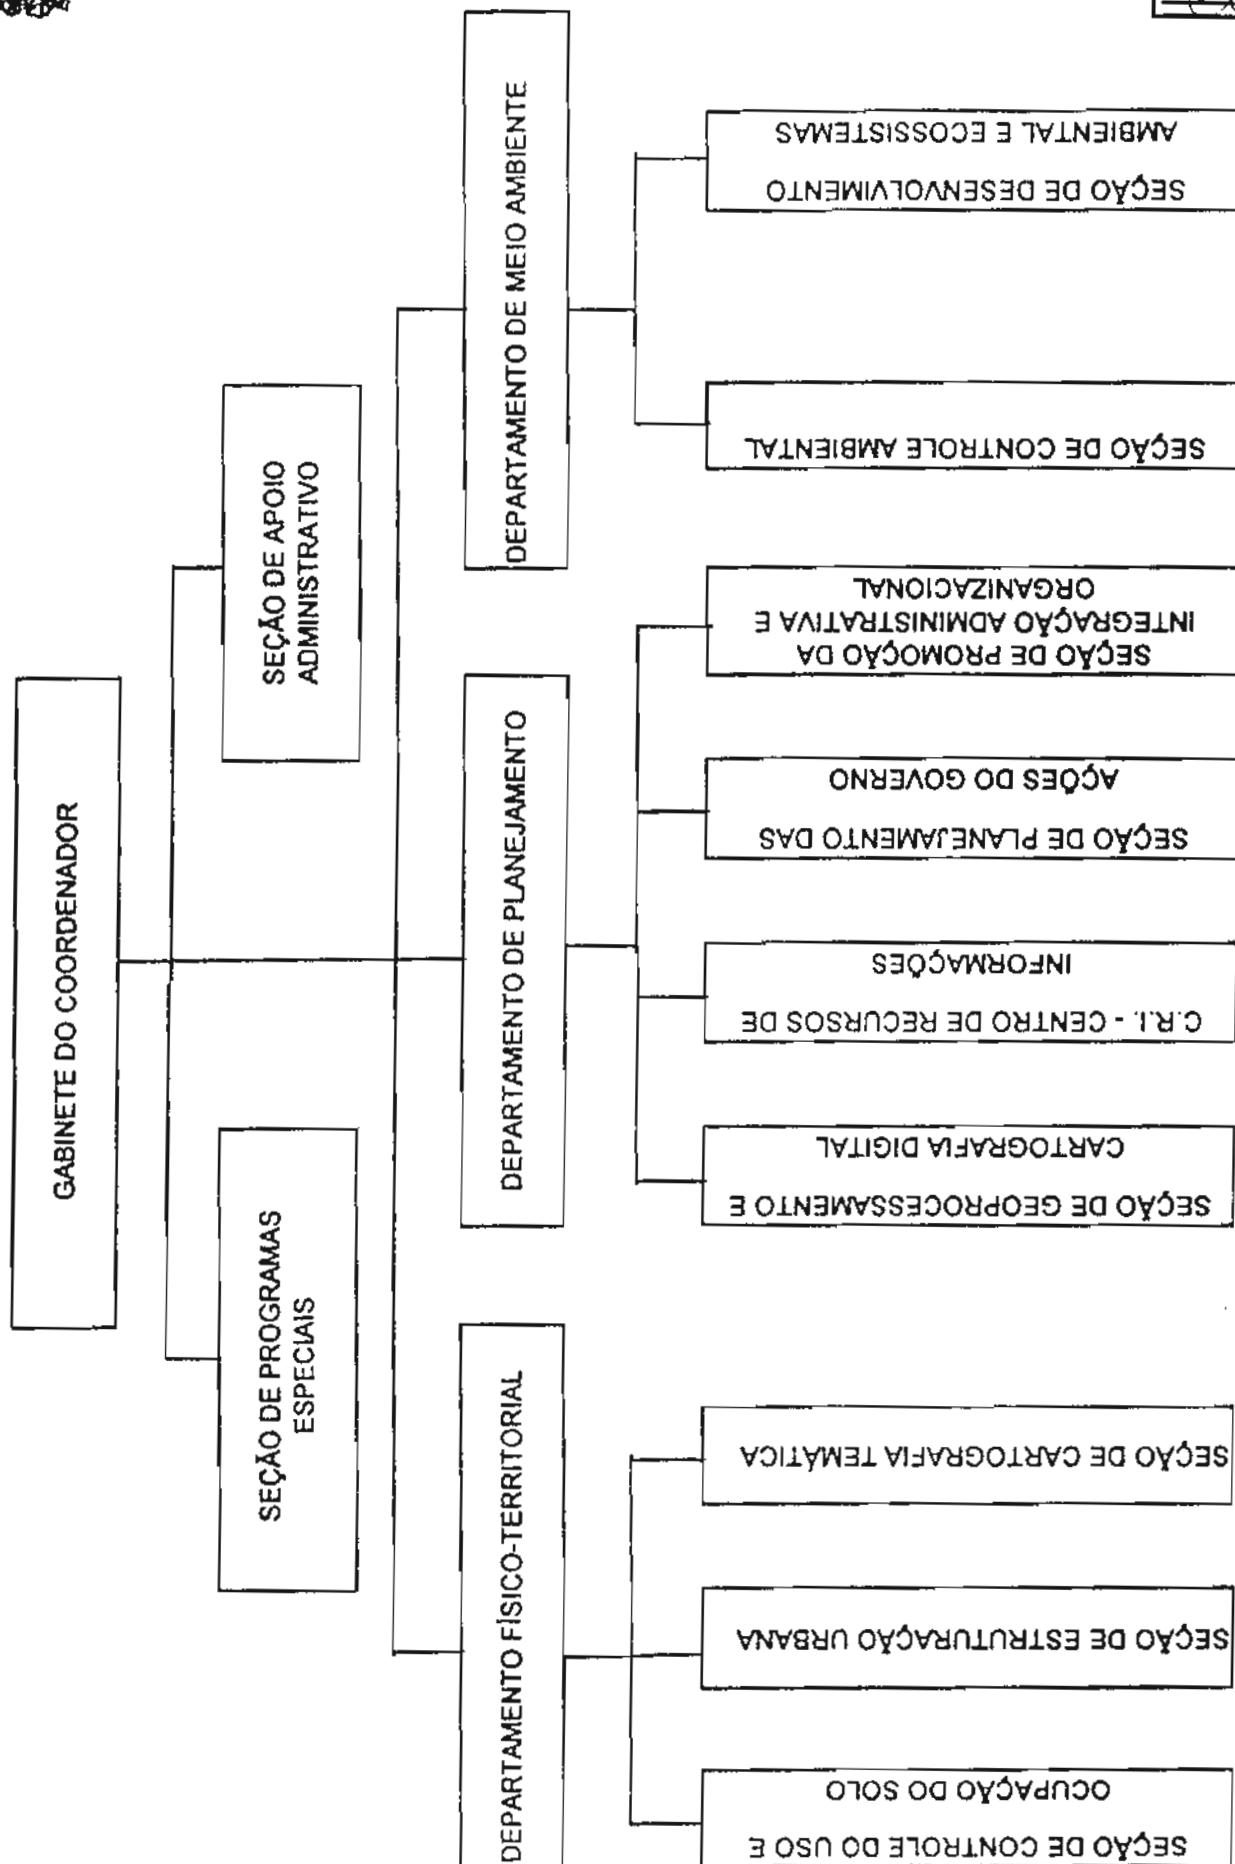 GABINETE DO COORDENADOR
SEÇÃO DE PROGRAMAS
ESPECIAIS
SEÇÃO DE APOIO
ADMINISTRATIVO
DEPARTAMENTO FÍSICO-TERRITORIAL
DEPARTAMENTO DE PLANEJAMENTO
DEPARTAMENTO DE MEIO AMBIENTE
SEÇÃO DE CONTROLE DO USO E
OCUPAÇÃO DO SOLO
SEÇÃO DE ESTRUTURAÇÃO URBANA
SEÇÃO DE CARTOGRAFIA TEMÁTICA
SEÇÃO DE GEOPROCESSAMENTO E
CARTOGRAFIA DIGITAL
C.R.I. - CENTRO DE RECURSOS DE
INFORMAÇÕES
SEÇÃO DE PLANEJAMENTO DAS
AÇÕES DO GOVERNO
SEÇÃO DE PROMOÇÃO DA
INTEGRAÇÃO ADMINISTRATIVA E
ORGANIZACIONAL
SEÇÃO DE CONTROLE AMBIENTAL
SEÇÃO DE DESENVOLVIMENTO
AMBIENTAL E ECOSSISTEMAS